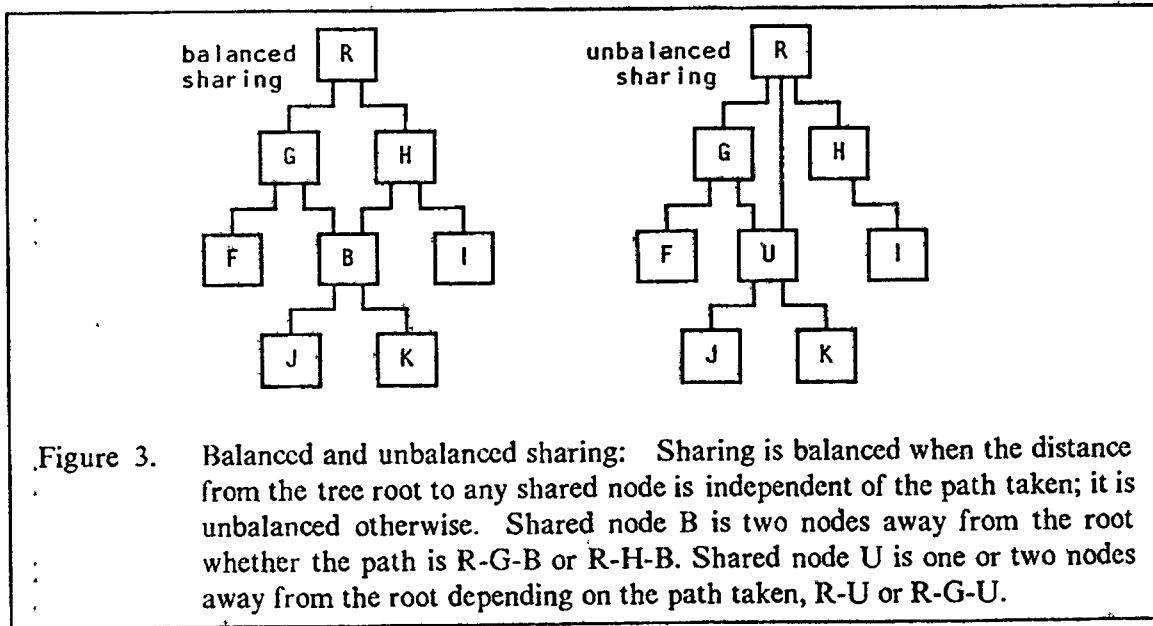 balanced
sharing
R
G
H
F
B
I
J
K
unbalanced
sharing
R
G
H
F
U
I
J
K
Figure 3. Balanced and unbalanced sharing: Sharing is balanced when the distance
from the tree root to any shared node is independent of the path taken; it is
unbalanced otherwise. Shared node B is two nodes away from the root
whether the path is R-G-B or R-H-B. Shared node U is one or two nodes
away from the root depending on the path taken, R-U or R-G-U.